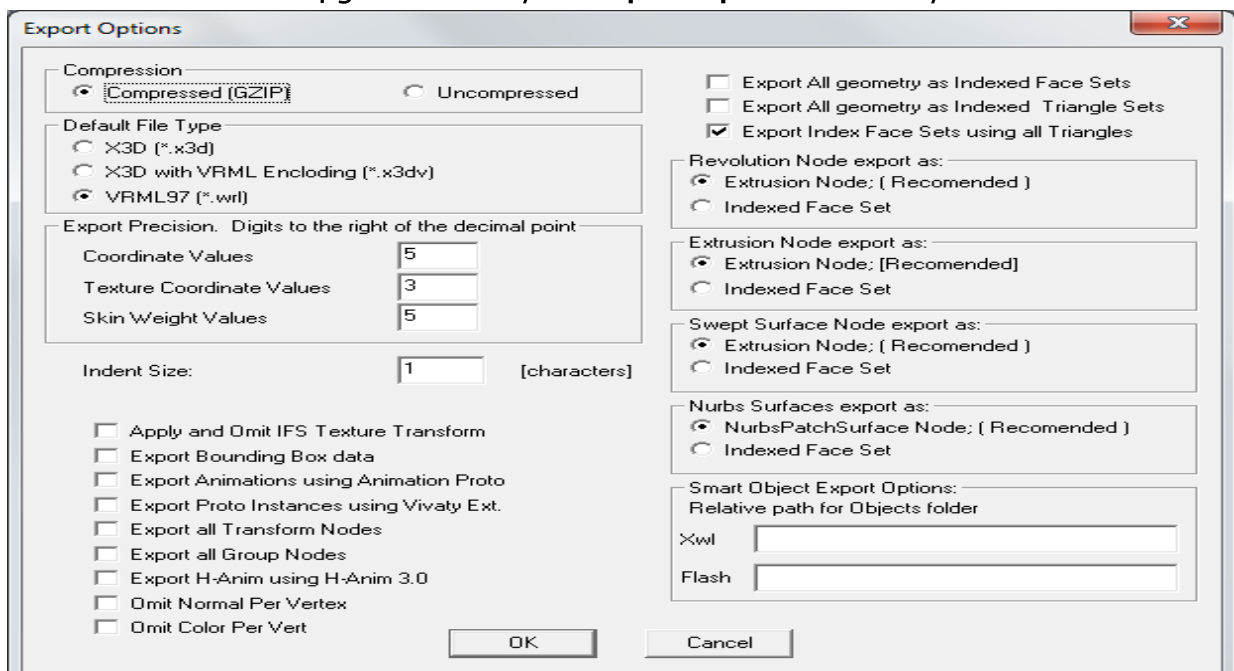 Export Options
Compression
Compressed (GZIP)
Uncompressed
Default File Type
X3D (*.x3d)
X3D with VRML Encloding (*.x3dv)
VRML97 (*.wrl)
Export Precision. Digits to the right of the decimal point
Coordinate Values 5
Texture Coordinate Values 3
Skin Weight Values 5
Indent Size: 1 [characters]
Apply and Omit IFS Texture Transform
Export Bounding Box data
Export Animations using Animation Proto
Export Proto Instances using Vivaty Ext.
Export all Transform Nodes
Export all Group Nodes
Export H-Anim using H-Anim 3.0
Omit Normal Per Vertex
Omit Color Per Vert
Export All geometry as Indexed Face Sets
Export All geometry as Indexed Triangle Sets
Export Index Face Sets using all Triangles
Revolution Node export as:
Extrusion Node; ( Recomended )
Indexed Face Set
Extrusion Node export as:
Extrusion Node; [Recomended]
Indexed Face Set
Swept Surface Node export as:
Extrusion Node; ( Recomended )
Indexed Face Set
Nurbs Surfaces export as:
NurbsPatchSurface Node; ( Recomended )
Indexed Face Set
Smart Object Export Options:
Relative path for Objects folder
Xwl
Flash
OK
Cancel